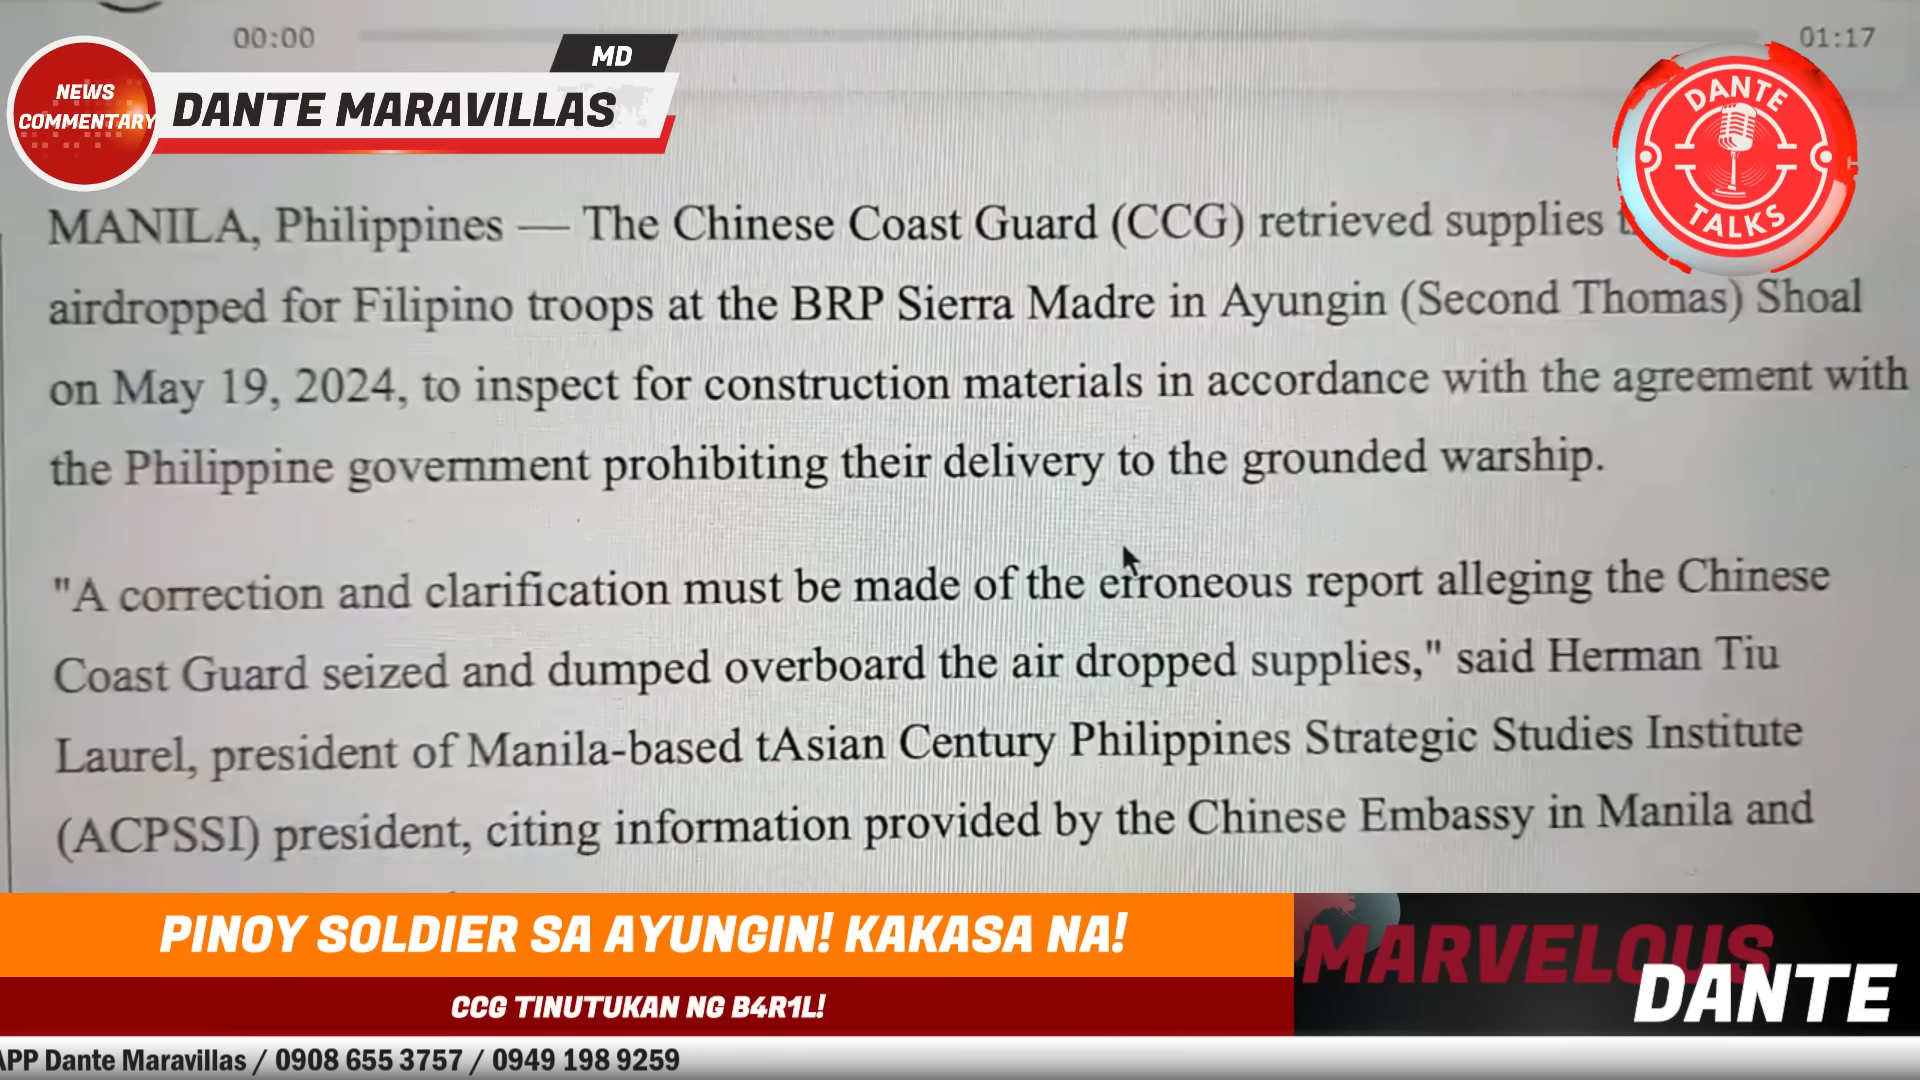 00:00
01:17
MD
NEWS
COMMENTARY
DANTE MARAVILLAS
DANTE
TALKS
MANILA, Philippines — The Chinese Coast Guard (CCG) retrieved supplies
airdropped for Filipino troops at the BRP Sierra Madre in Ayungin (Second Thomas) Shoal
on May 19, 2024, to inspect for construction materials in accordance with the agreement with
the Philippine government prohibiting their delivery to the grounded warship.
"A correction and clarification must be made of the erroneous report alleging the Chinese
Coast Guard seized and dumped overboard the air dropped supplies," said Herman Tiu
Laurel, president of Manila-based tAsian Century Philippines Strategic Studies Institute
(ACPSSI) president, citing information provided by the Chinese Embassy in Manila and
PINOY SOLDIER SA AYUNGIN! KAKASA NA!
CCG TINUTUKAN NG B4R1L!
MARVELOUS
DANTE
APP Dante Maravillas / 0908 655 3757 / 0949 198 9259